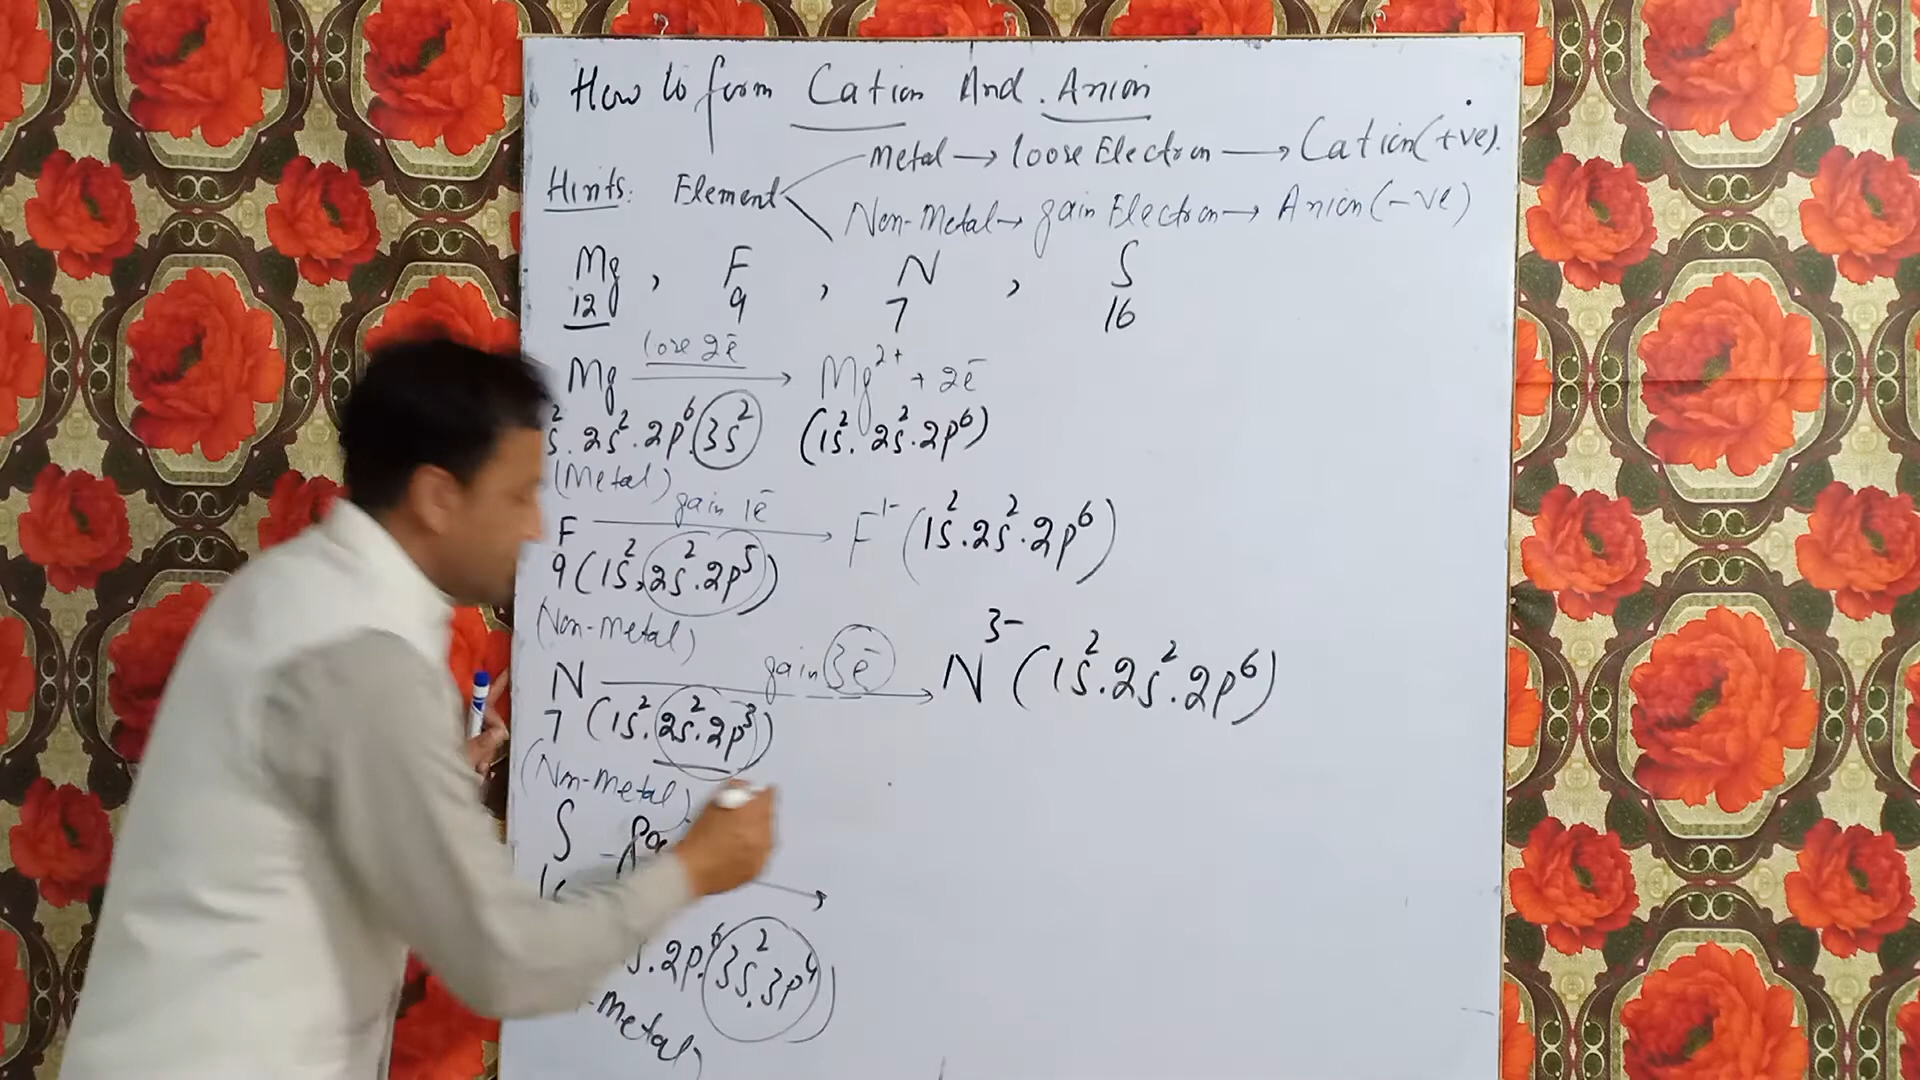 How to form Cation And Anion
Metal → loose Electron → Cation(+ve).
Hints: Element
Non-Metal → gain Electron → Anion(-ve)
Mg , F , N , S
12 9 7 16
Mg lose 2ē → Mg²⁺ + 2ē
s². 2s². 2p⁶. 3s² (1s². 2s². 2p⁶)
(Metal)
F gain 1ē → F¹⁻ (1s². 2s². 2p⁶)
9 (1s², 2s². 2p⁵)
(Non-metal)
N gain 3ē → N³⁻ (1s². 2s². 2p⁶)
7 (1s². 2s². 2p³)
(Non-metal)
S →
s. 2p⁶. 3s². 3p⁴)
-metal)